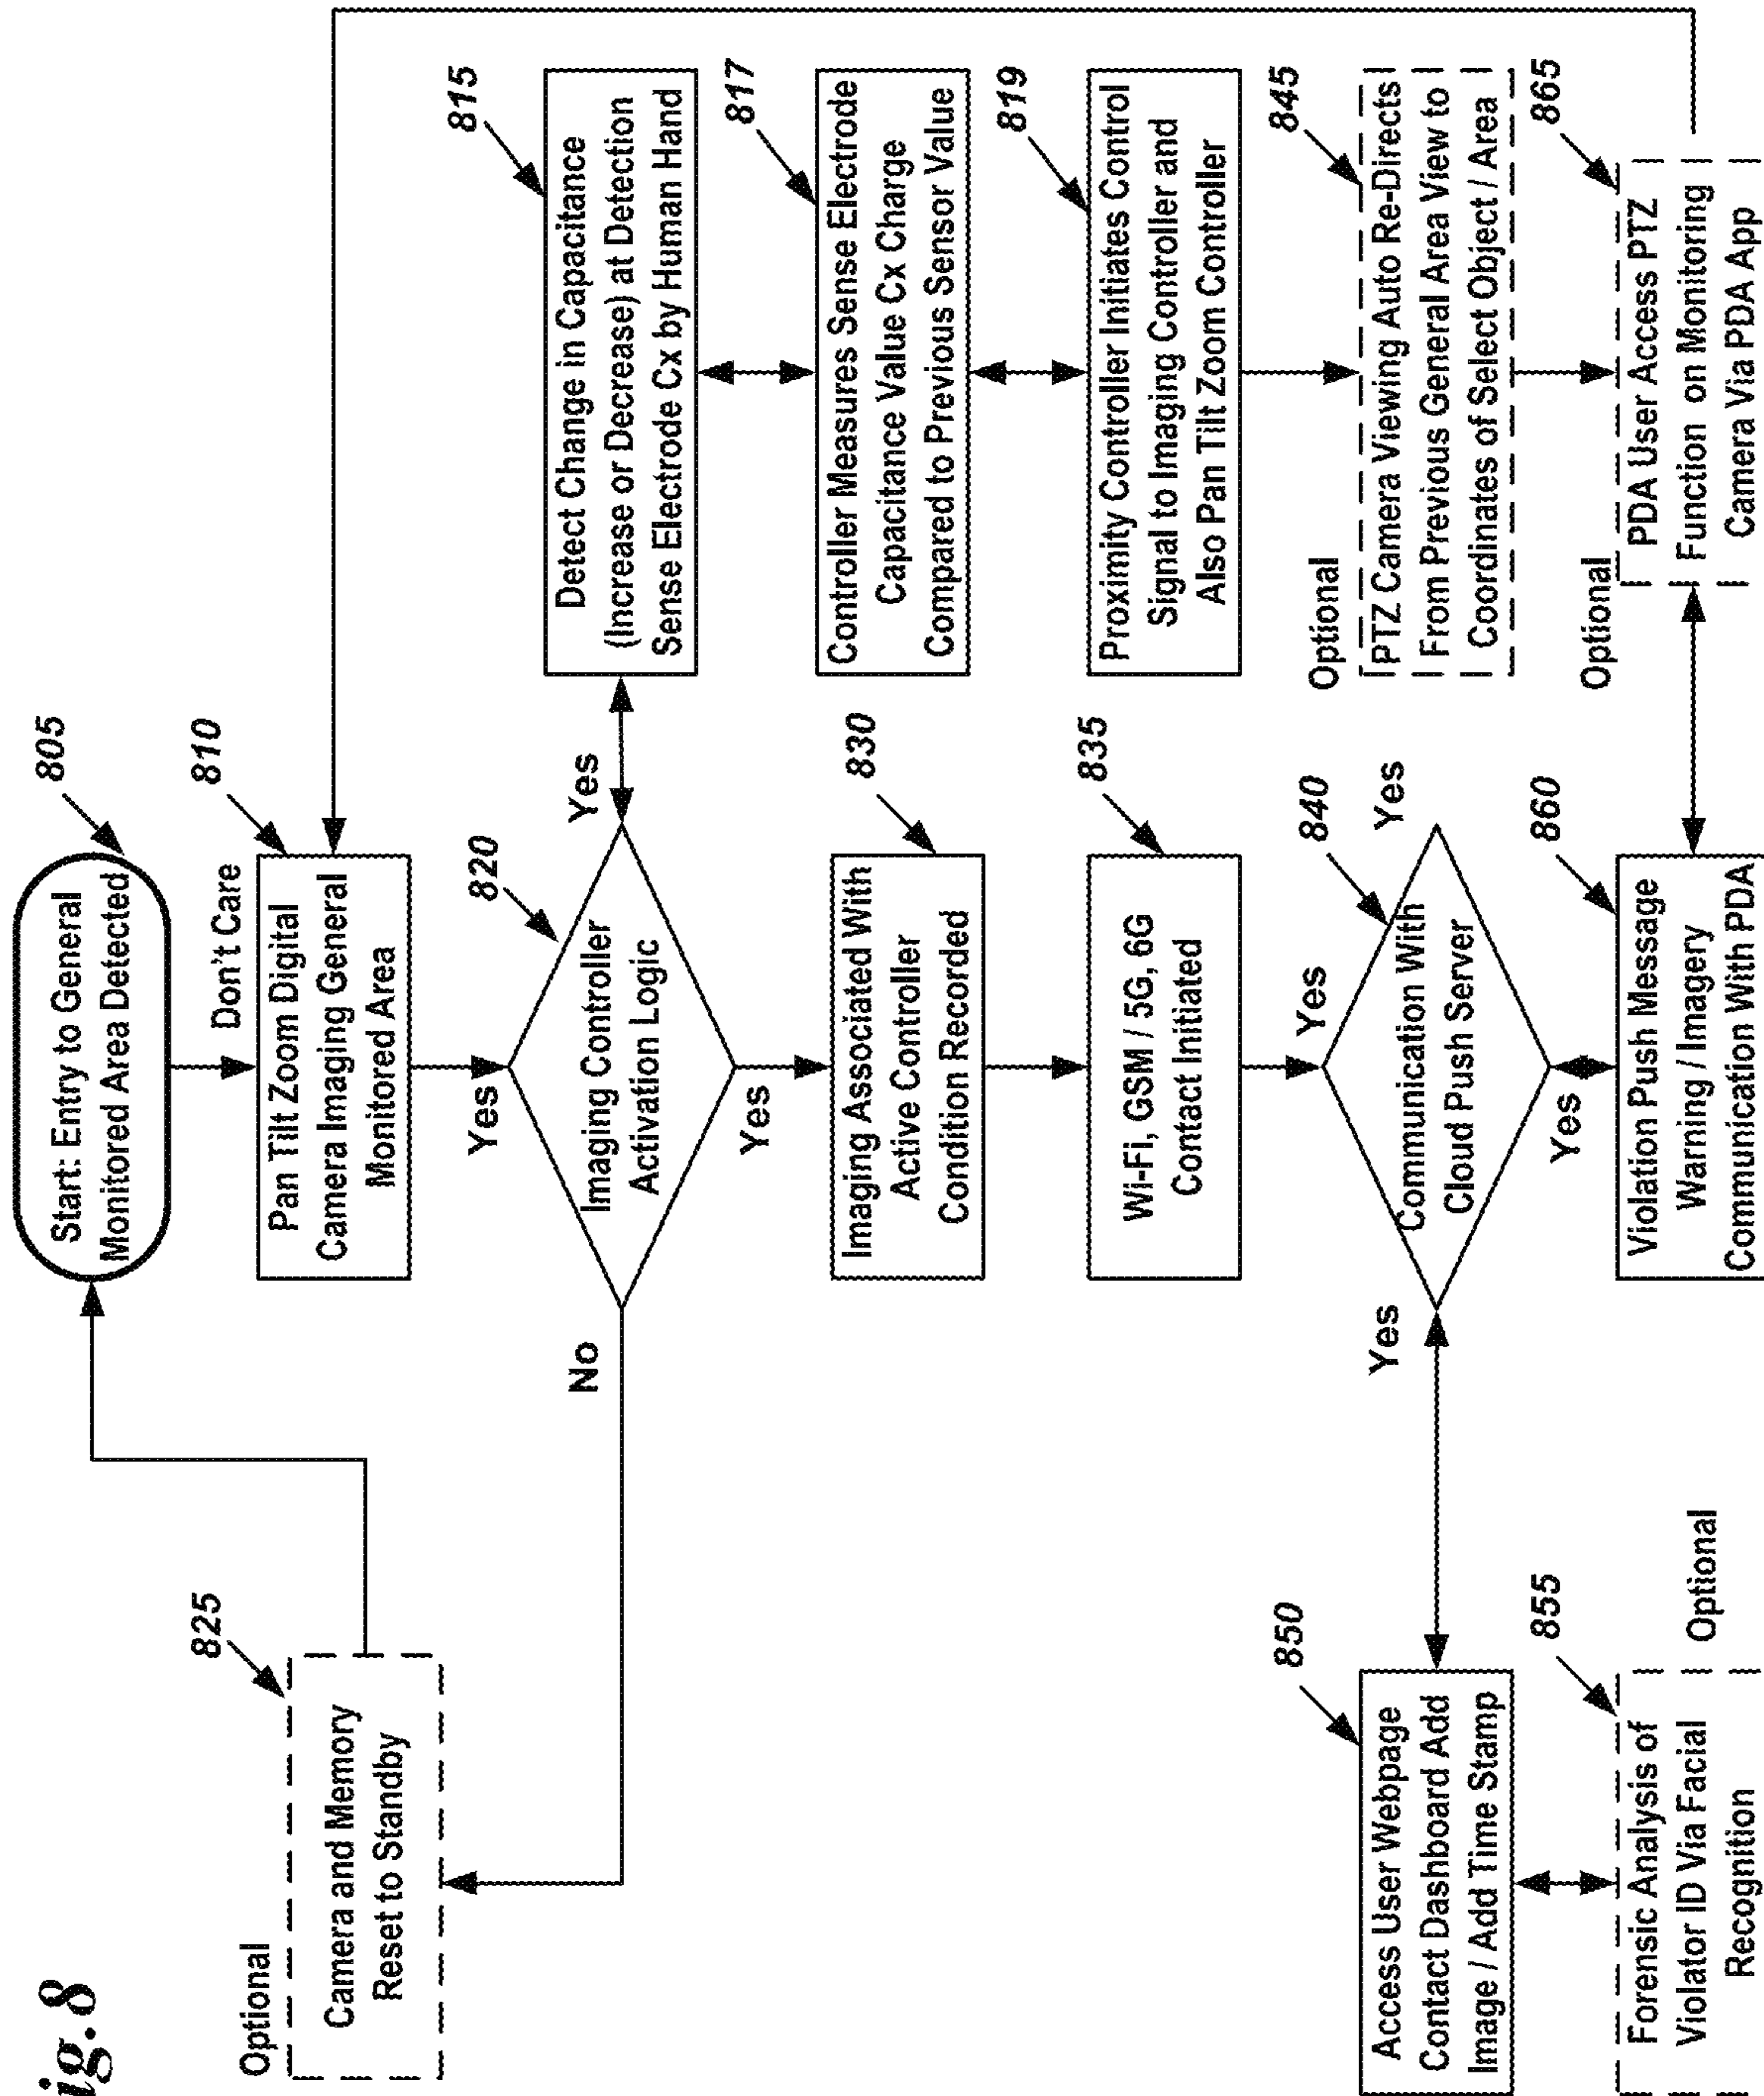 ig.8
805
Start: Entry to General
Monitored Area Detected
Don't Care
810
Pan Tilt Zoom Digital
Camera Imaging General
Monitored Area
Yes
820
Imaging Controller
Activation Logic
No
Yes
Yes
Optional
825
Camera and Memory
Reset to Standby
815
Detect Change in Capacitance
(Increase or Decrease) at Detection
Sense Electrode Cx by Human Hand
817
Controller Measures Sense Electrode
Capacitance Value Cx Charge
Compared to Previous Sensor Value
819
Proximity Controller Initiates Control
Signal to Imaging Controller and
Also Pan Tilt Zoom Controller
830
Imaging Associated With
Active Controller
Condition Recorded
835
Wi-Fi, GSM / 5G, 6G
Contact Initiated
Yes
840
Communication With
Cloud Push Server
Yes
Yes
Yes
Optional
845
PTZ Camera Viewing Auto Re-Directs
From Previous General Area View to
Coordinates of Select Object / Area
850
Access User Webpage
Contact Dashboard Add
Image / Add Time Stamp
855
Optional
Forensic Analysis of
Violator ID Via Facial
Recognition
860
Violation Push Message
Warning / Imagery
Communication With PDA
Optional
865
PDA User Access PTZ
Function on Monitoring
Camera Via PDA App